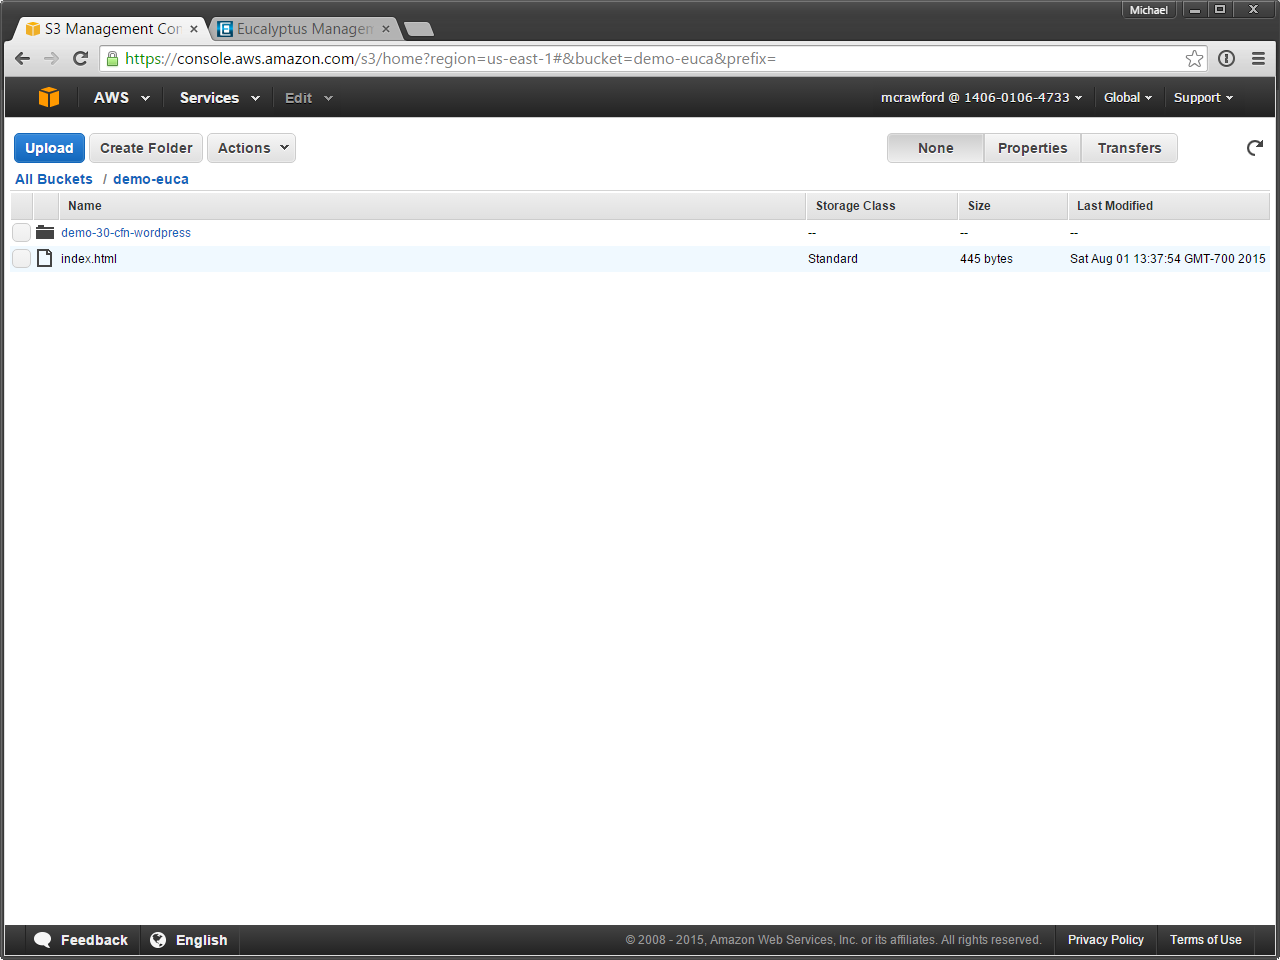 Michael
S3 Management Con
Eucalyptus Managem
https://console.aws.amazon.com/s3/home?region=us-east-1#&bucket=demo-euca&prefix=
AWS Services Edit mcrawford @ 1406-0106-4733 Global Support
Upload Create Folder Actions None Properties Transfers
All Buckets / demo-euca
Name Storage Class Size Last Modified
demo-30-cfn-wordpress -- -- --
index.html Standard 445 bytes Sat Aug 01 13:37:54 GMT-700 2015
Feedback English © 2008 - 2015, Amazon Web Services, Inc. or its affiliates. All rights reserved. Privacy Policy Terms of Use